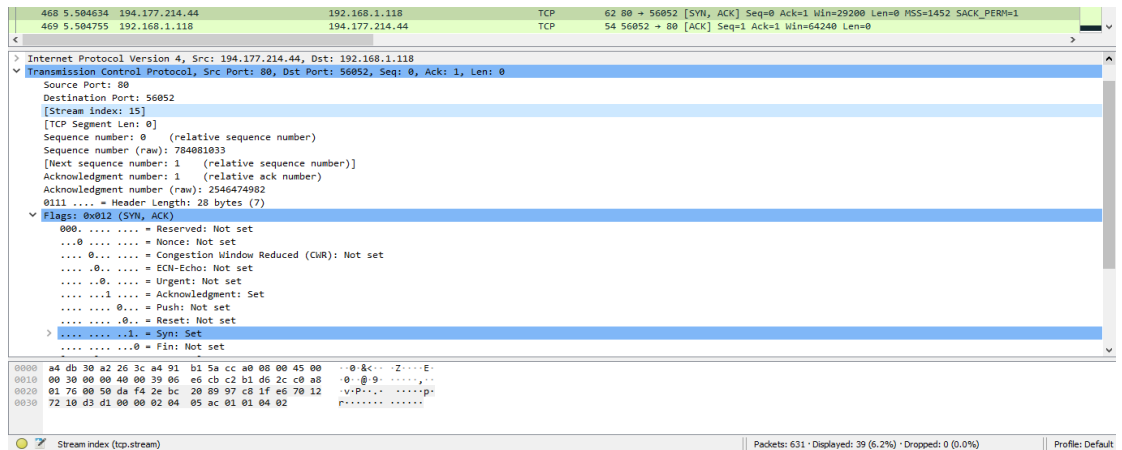 468 5.504634 194.177.214.44 192.168.1.118 TCP 62 80 → 56052 [SYN, ACK] Seq=0 Ack=1 Win=29200 Len=0 MSS=1452 SACK_PERM=1
469 5.504755 192.168.1.118 194.177.214.44 TCP 54 56052 → 80 [ACK] Seq=1 Ack=1 Win=64240 Len=0
Internet Protocol Version 4, Src: 194.177.214.44, Dst: 192.168.1.118
Transmission Control Protocol, Src Port: 80, Dst Port: 56052, Seq: 0, Ack: 1, Len: 0
Source Port: 80
Destination Port: 56052
[Stream index: 15]
[TCP Segment Len: 0]
Sequence number: 0 (relative sequence number)
Sequence number (raw): 784081033
[Next sequence number: 1 (relative sequence number)]
Acknowledgment number: 1 (relative ack number)
Acknowledgment number (raw): 2546474982
0111 .... = Header Length: 28 bytes (7)
Flags: 0x012 (SYN, ACK)
000. .... .... = Reserved: Not set
...0 .... .... = Nonce: Not set
.... 0... .... = Congestion Window Reduced (CWR): Not set
.... .0.. .... = ECN-Echo: Not set
.... ..0. .... = Urgent: Not set
.... ...1 .... = Acknowledgment: Set
.... .... 0... = Push: Not set
.... .... .0.. = Reset: Not set
.... .... ..1. = Syn: Set
.... .... ...0 = Fin: Not set
0000 a4 db 30 a2 26 3c a4 91 b1 5a cc a0 08 00 45 00 ··0·&<·· ·Z····E·
0010 00 30 00 00 40 00 39 06 e6 cb c2 b1 d6 2c c0 a8 ·0··@·9· ·····,··
0020 01 76 00 50 da f4 2e bc 20 89 97 c8 1f e6 70 12 ·v·P··.· ·····p·
0030 72 10 d3 d1 00 00 02 04 05 ac 01 01 04 02 r······· ······
Stream index (tcp.stream) Packets: 631 · Displayed: 39 (6.2%) · Dropped: 0 (0.0%) Profile: Default